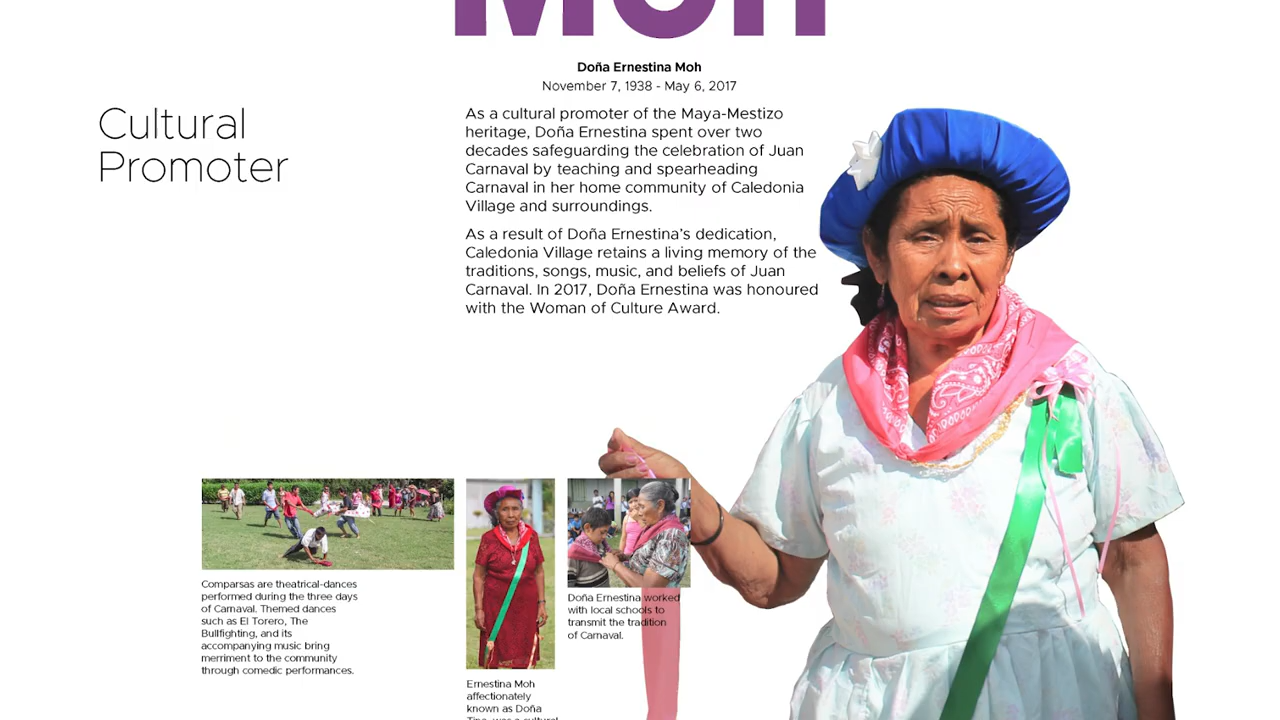 Moh
Doña Ernestina Moh
November 7, 1938 - May 6, 2017
Cultural
Promoter
As a cultural promoter of the Maya-Mestizo
heritage, Doña Ernestina spent over two
decades safeguarding the celebration of Juan
Carnaval by teaching and spearheading
Carnaval in her home community of Caledonia
Village and surroundings.
As a result of Doña Ernestina’s dedication,
Caledonia Village retains a living memory of the
traditions, songs, music, and beliefs of Juan
Carnaval. In 2017, Doña Ernestina was honoured
with the Woman of Culture Award.
Comparsas are theatrical-dances
performed during the three days
of Carnaval. Themed dances
such as El Torero, The
Bullfighting, and its
accompanying music bring
merriment to the community
through comedic performances.
Ernestina Moh
affectionately
known as Doña
Tina, was a cultural
Doña Ernestina worked
with local schools to
transmit the tradition
of Carnaval.